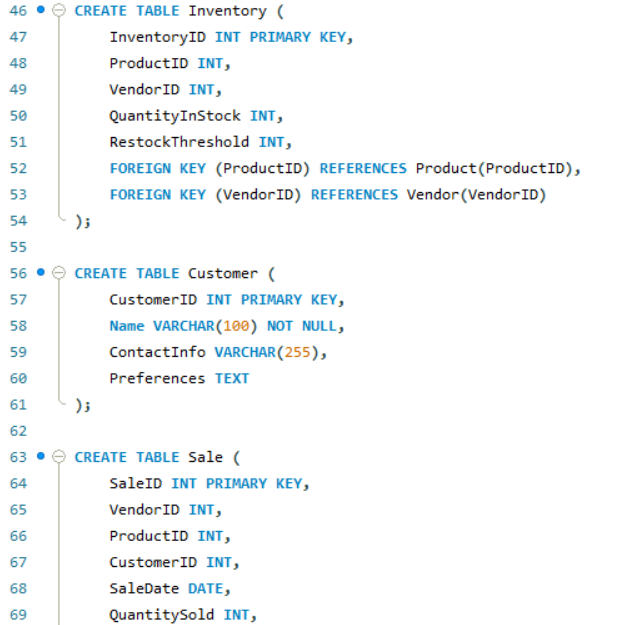 46 CREATE TABLE Inventory (
47 InventoryID INT PRIMARY KEY,
48 ProductID INT,
49 VendorID INT,
50 QuantityInStock INT,
51 RestockThreshold INT,
52 FOREIGN KEY (ProductID) REFERENCES Product(ProductID),
53 FOREIGN KEY (VendorID) REFERENCES Vendor(VendorID)
54 );
55
56 CREATE TABLE Customer (
57 CustomerID INT PRIMARY KEY,
58 Name VARCHAR(100) NOT NULL,
59 ContactInfo VARCHAR(255),
60 Preferences TEXT
61 );
62
63 CREATE TABLE Sale (
64 SaleID INT PRIMARY KEY,
65 VendorID INT,
66 ProductID INT,
67 CustomerID INT,
68 SaleDate DATE,
69 QuantitySold INT,